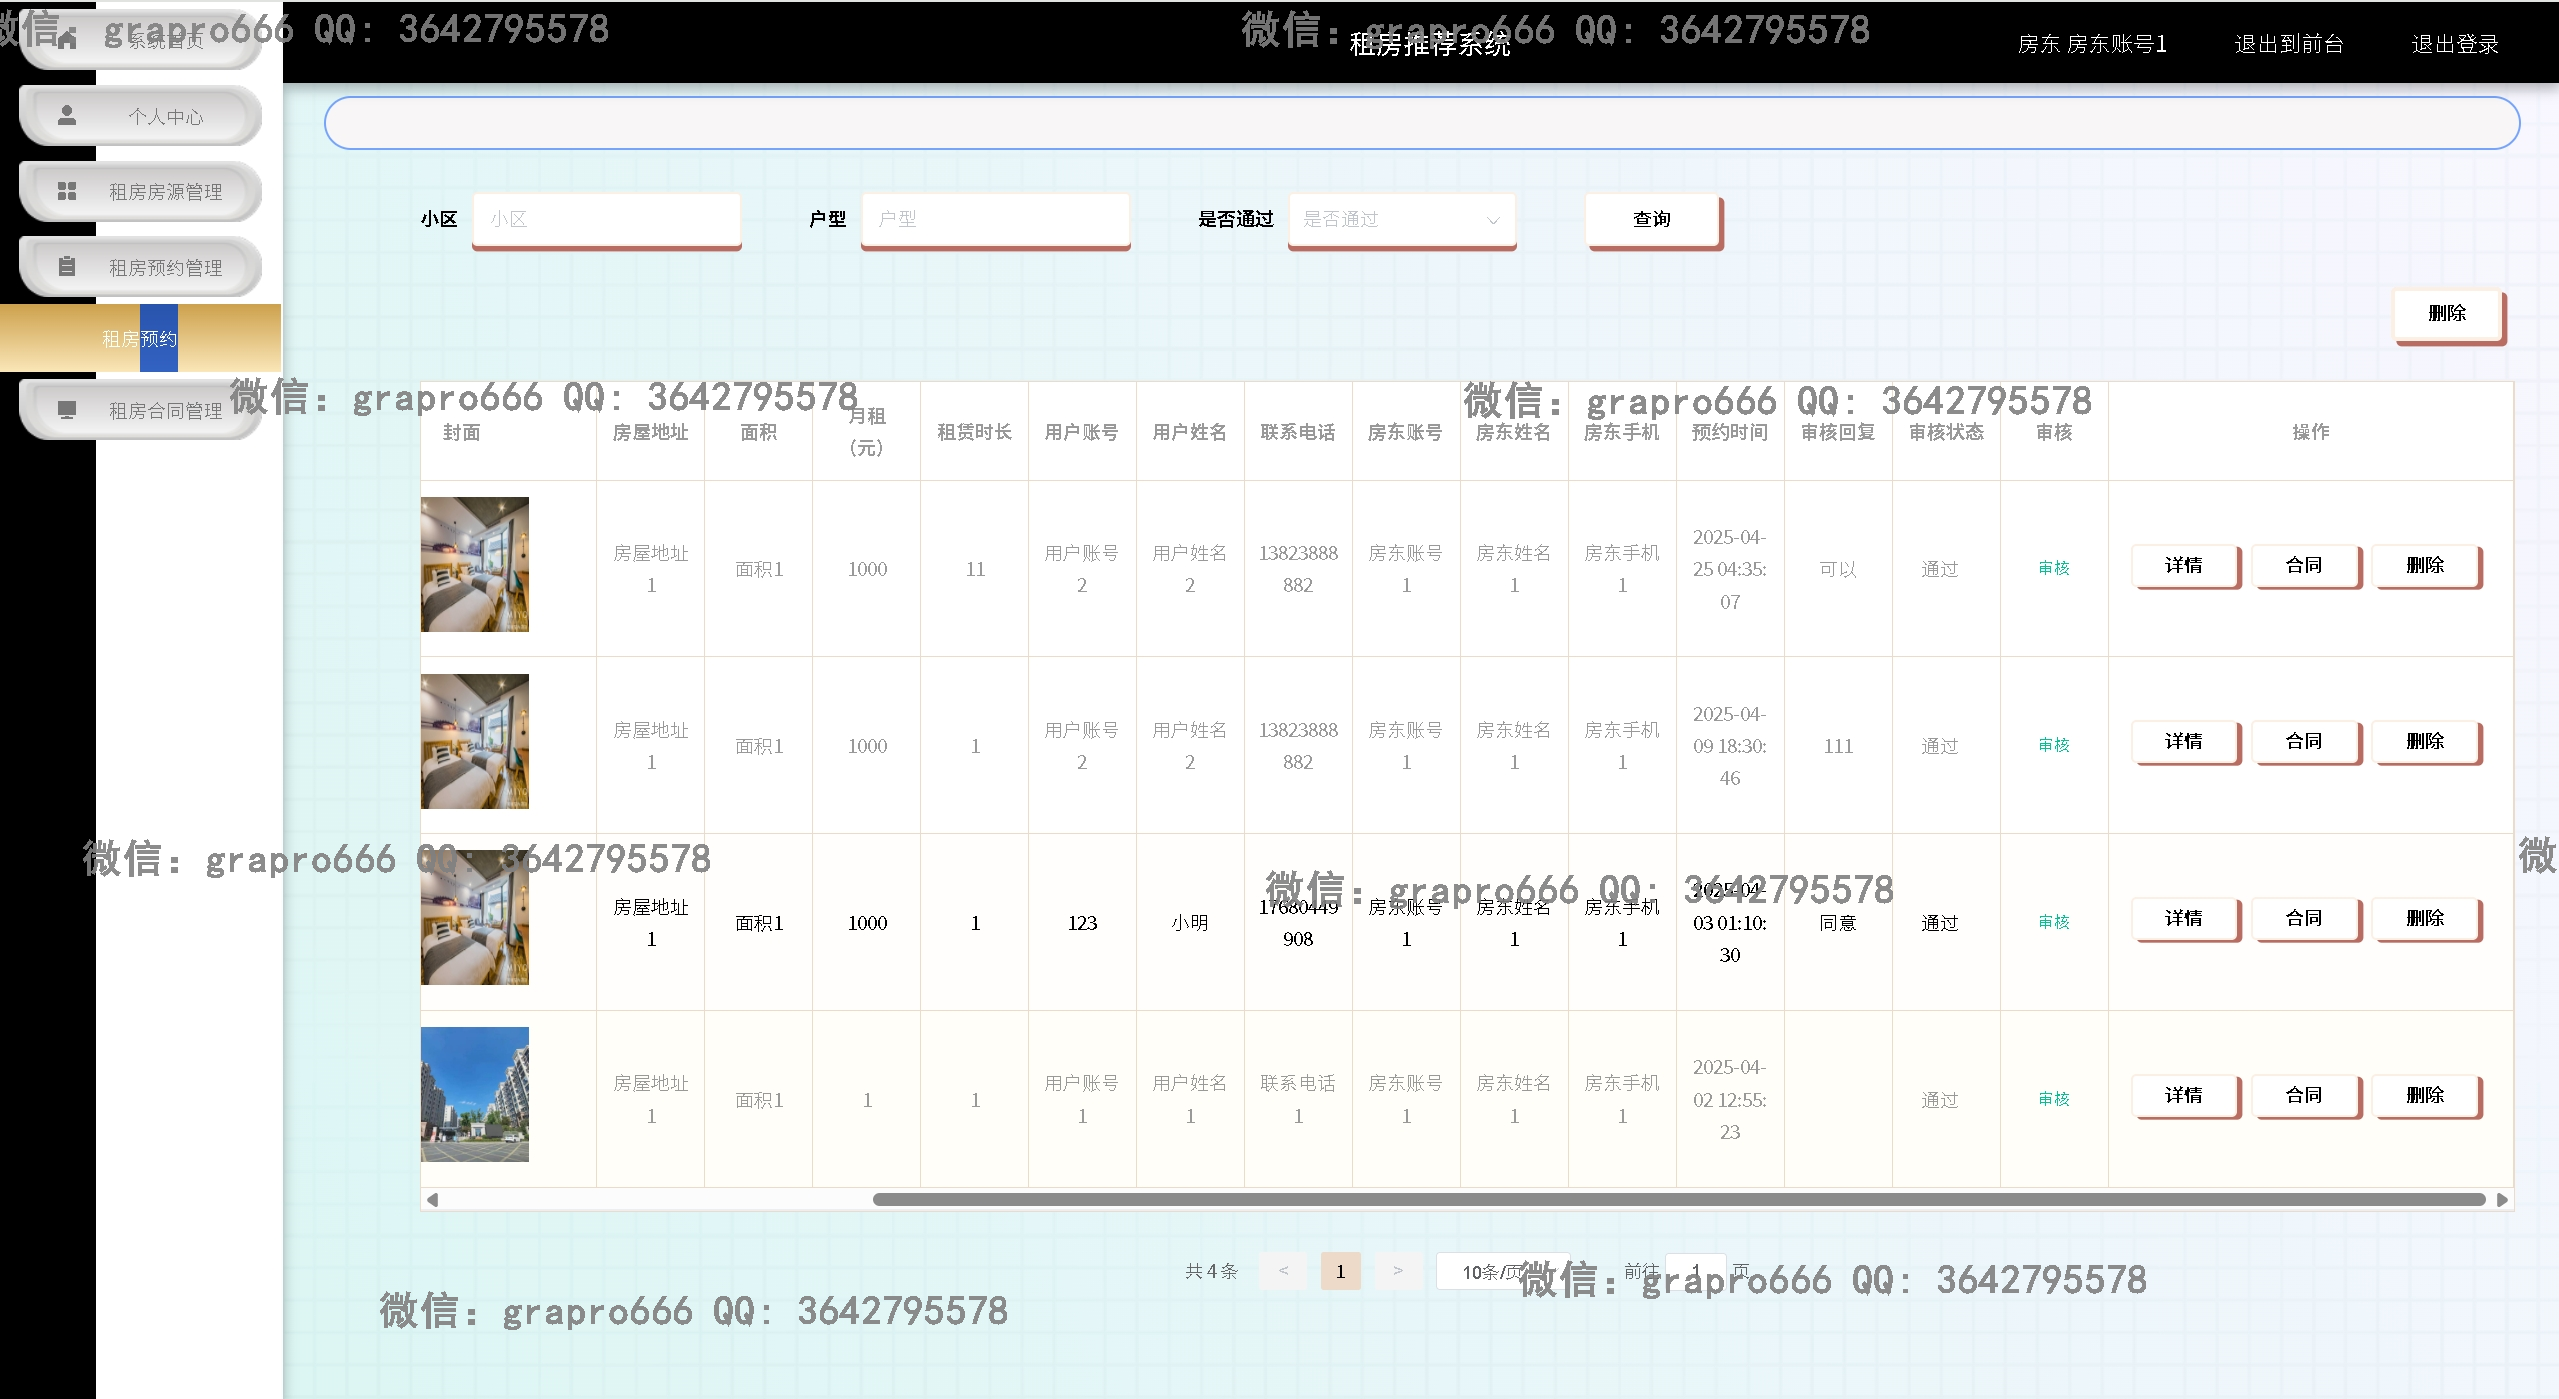 微信: grapro666 QQ: 3642795578
微信: grapro666 QQ: 3642795578
系统首页
租房推荐系统
房东 房东账号1
退出到前台
退出登录
个人中心
租房房源管理
租房预约管理
租房预约
租房合同管理
小区 小区
户型 户型
是否通过 是否通过
查询
删除
微信: grapro666 QQ: 3642795578
微信: grapro666 QQ: 3642795578
封面 房屋地址 面积 月租（元） 租赁时长 用户账号 用户姓名 联系电话 房东账号 房东姓名 房东手机 预约时间 审核回复 审核状态 审核 操作
房屋地址1 面积1 1000 11 用户账号2 用户姓名2 13823888882 房东账号1 房东姓名1 房东手机1 2025-04-25 04:35:07 可以 通过 审核 详情 合同 删除
房屋地址1 面积1 1000 1 用户账号2 用户姓名2 13823888882 房东账号1 房东姓名1 房东手机1 2025-04-09 18:30:46 111 通过 审核 详情 合同 删除
微信: grapro666 QQ: 3642795578
微
微信: grapro666 QQ: 3642795578
房屋地址1 面积1 1000 1 123 小明 17680449908 房东账号1 房东姓名1 房东手机1 2025-04-03 01:10:30 同意 通过 审核 详情 合同 删除
房屋地址1 面积1 1 1 用户账号1 用户姓名1 联系电话1 房东账号1 房东姓名1 房东手机1 2025-04-02 12:55:23 通过 审核 详情 合同 删除
共 4 条 < 1 > 10条/页 前往 1 页
微信: grapro666 QQ: 3642795578
微信: grapro666 QQ: 3642795578